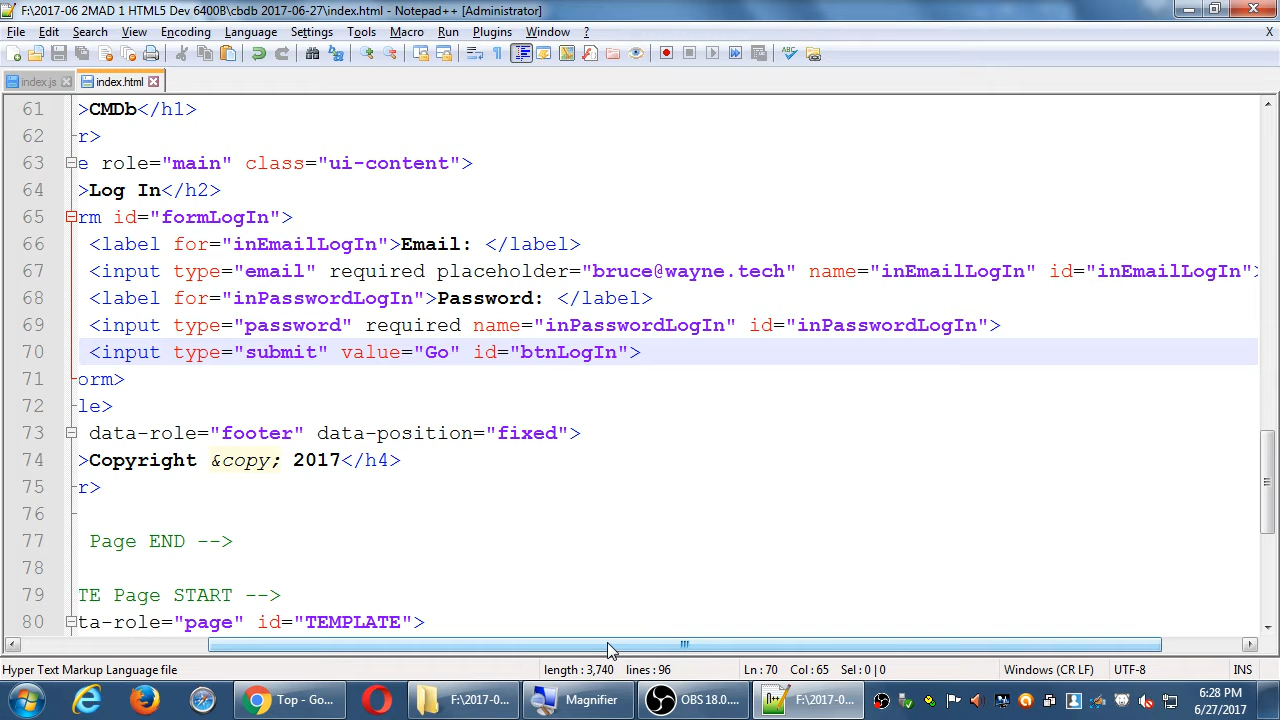 F:\2017-06 2MAD 1 HTML5 Dev 6400B\cbdb 2017-06-27\index.html - Notepad++ [Administrator]
File Edit Search View Encoding Language Settings Tools Macro Run Plugins Window ? X
index.js index.html
61 >CMDb</h1>
62 r>
63 e role="main" class="ui-content">
64 >Log In</h2>
65 rm id="formLogIn">
66 <label for="inEmailLogIn">Email: </label>
67 <input type="email" required placeholder="bruce@wayne.tech" name="inEmailLogIn" id="inEmailLogIn">
68 <label for="inPasswordLogIn">Password: </label>
69 <input type="password" required name="inPasswordLogIn" id="inPasswordLogIn">
70 <input type="submit" value="Go" id="btnLogIn">
71 orm>
72 le>
73 data-role="footer" data-position="fixed">
74 >Copyright &copy; 2017</h4>
75 r>
76
77 Page END -->
78
79 TE Page START -->
80 ta-role="page" id="TEMPLATE">
Hyper Text Markup Language file length : 3,740 lines : 96 Ln : 70 Col : 65 Sel : 0 | 0 Windows (CR LF) UTF-8 INS
Top - Go... F:\2017-0... Magnifier OBS 18.0.... F:\2017-0... 6:28 PM
6/27/2017